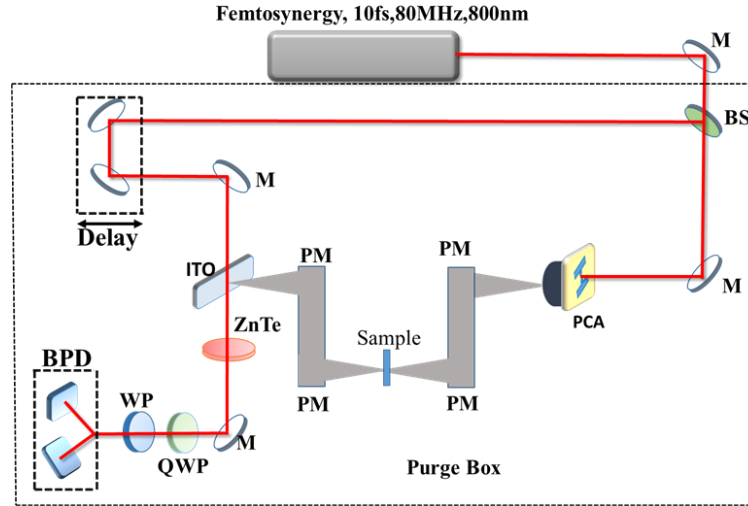 Femtosynergy, 10fs,80MHz,800nm
M
BS
M
Delay
ITO
PM
PM
M
PCA
ZnTe
Sample
BPD
WP
PM
PM
M
QWP
Purge Box